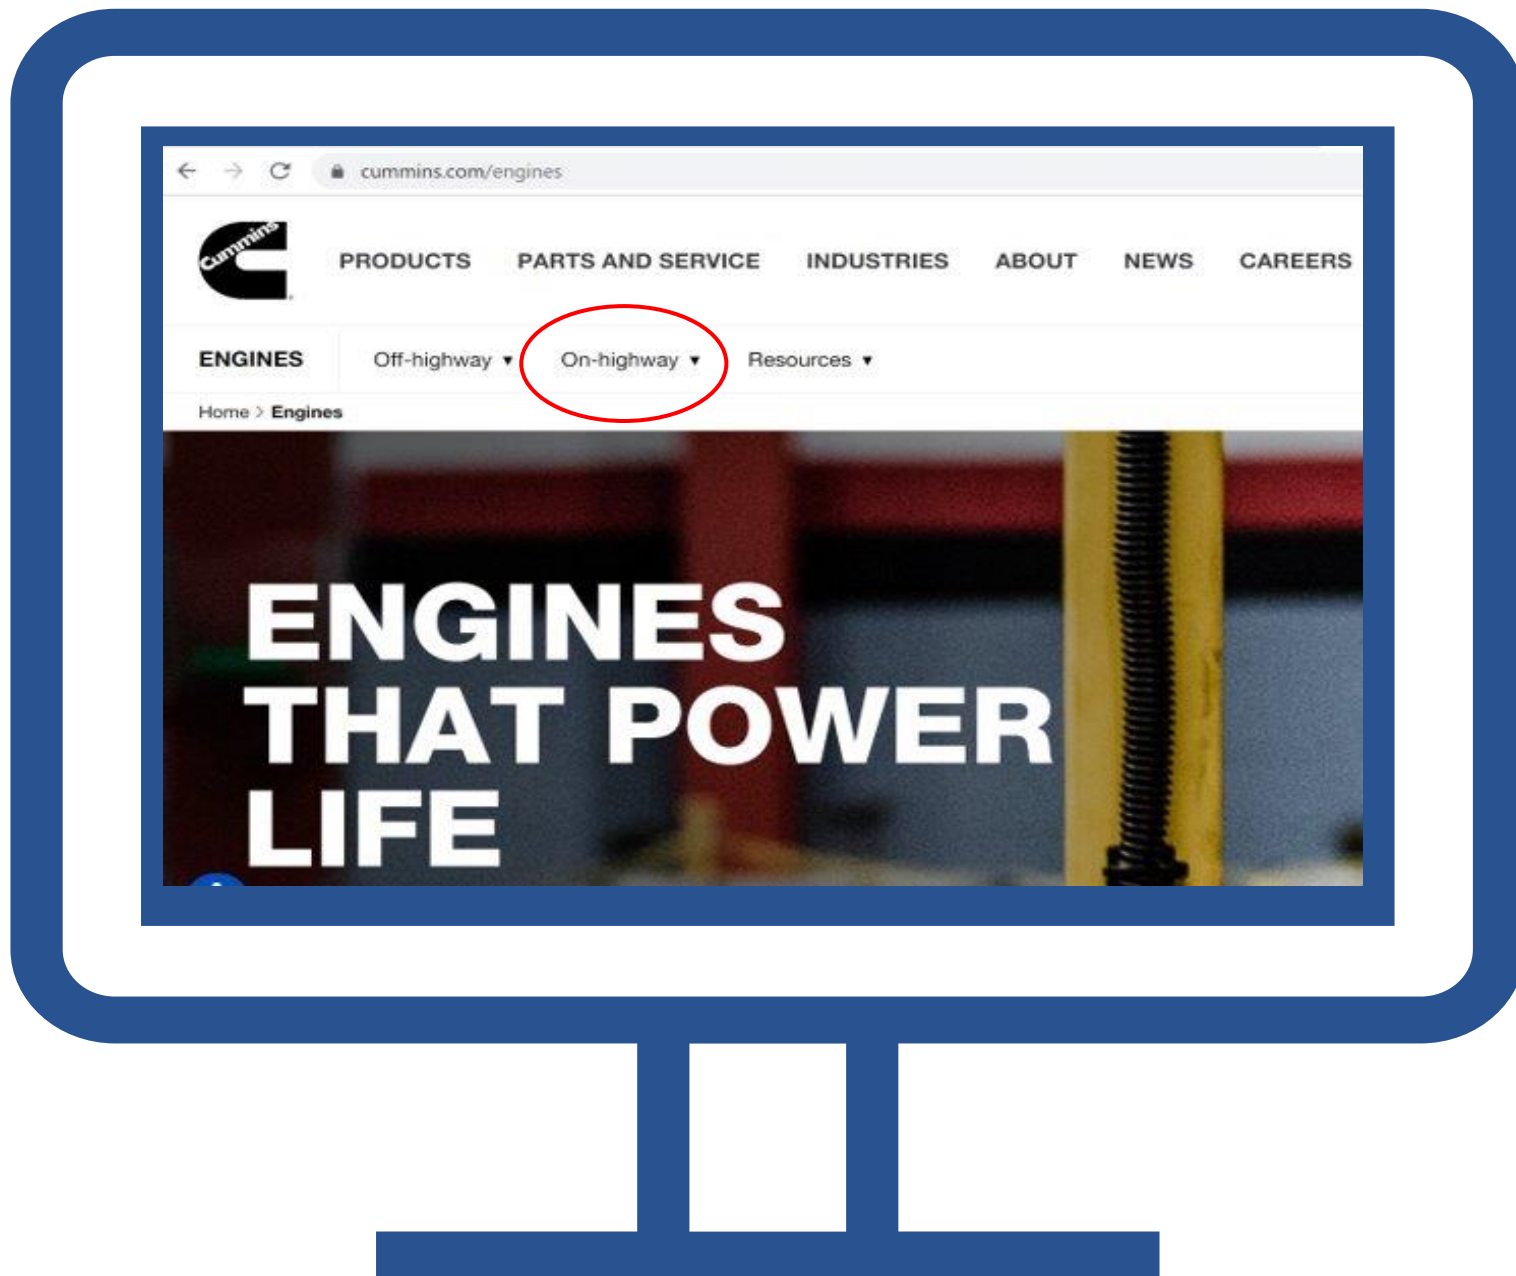 cummins.com/engines
Cummins
PRODUCTS PARTS AND SERVICE INDUSTRIES ABOUT NEWS CAREERS
ENGINES Off-highway ▼ On-highway ▼ Resources ▼
Home > Engines
ENGINES
THAT POWER
LIFE